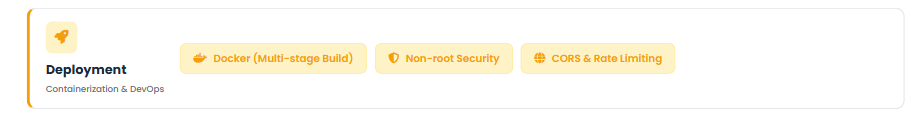 Deployment
Containerization & DevOps
Docker (Multi-stage Build)
Non-root Security
CORS & Rate Limiting